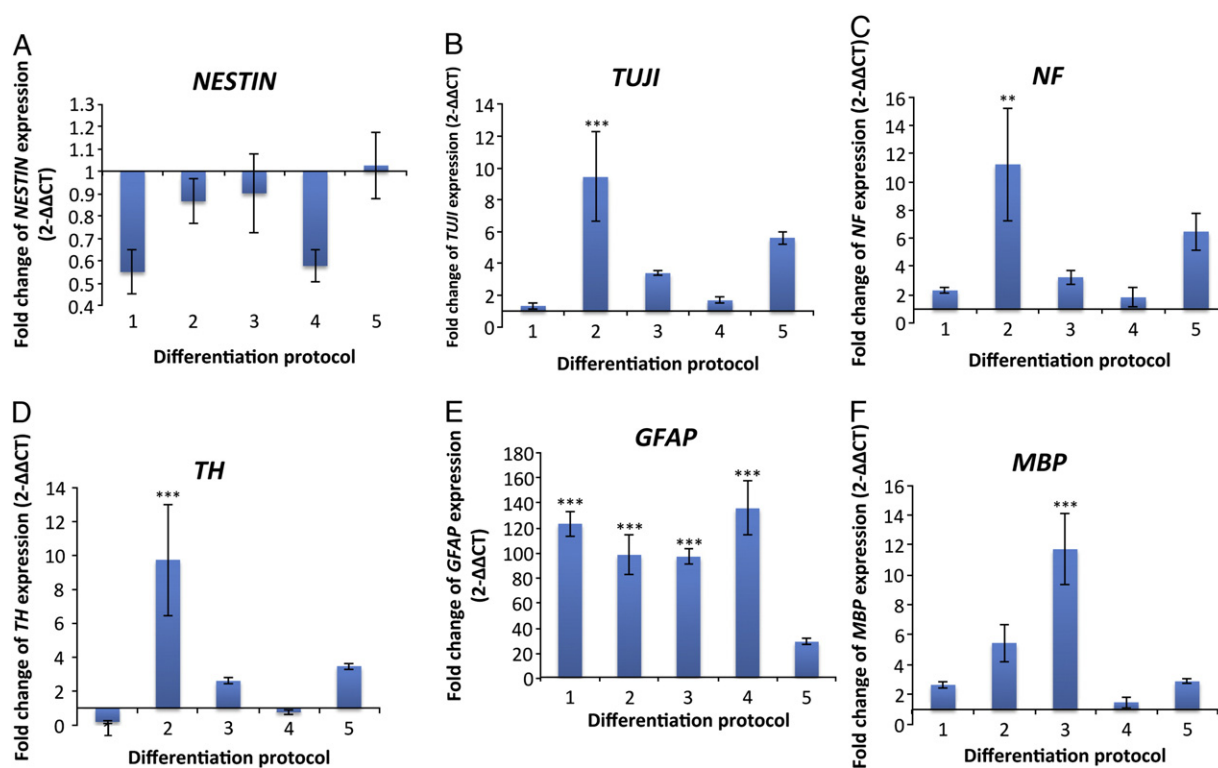 A
NESTIN
Fold change of NESTIN expression
(2-ΔΔCT)
1.3
1.2
1.1
1
0.9
0.8
0.7
0.6
0.5
0.4
1 2 3 4 5
Differentiation protocol
B
TUJI
Fold change of TUJI expression (2-ΔΔCT)
14
12
10
8
6
4
2
0
***
1 2 3 4 5
Differentiation protocol
C
NF
Fold change of NF expression (2-ΔΔCT)
16
14
12
10
8
6
4
2
0
**
1 2 3 4 5
Differentiation protocol
D
TH
Fold change of TH expression (2-ΔΔCT)
14
12
10
8
6
4
2
0
***
1 2 3 4 5
Differentiation protocol
E
GFAP
Fold change of GFAP expression
(2-ΔΔCT)
180
160
140
120
100
80
60
40
20
0
*** *** *** ***
1 2 3 4 5
Differentiation protocol
F
MBP
Fold change of MBP expression (2-ΔΔCT)
16
14
12
10
8
6
4
2
0
***
1 2 3 4 5
Differentiation protocol